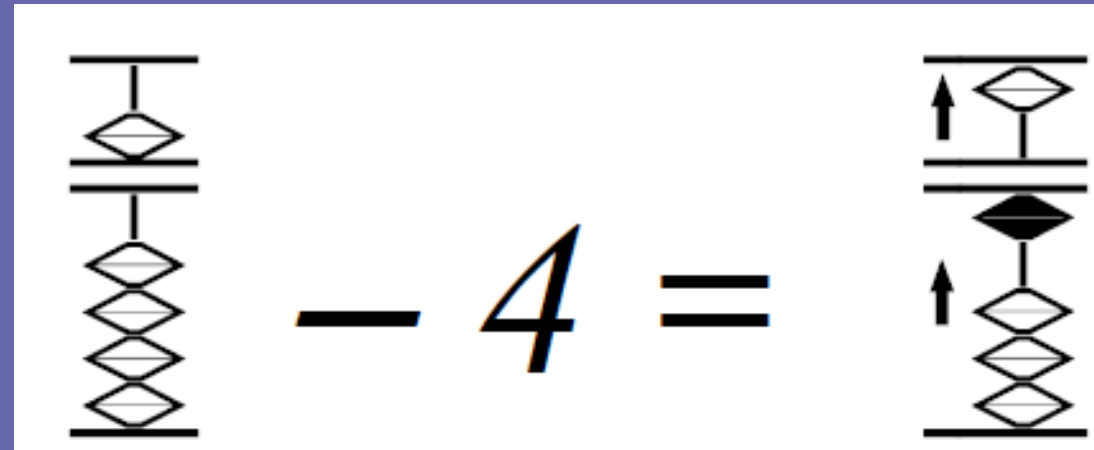 – 4 =